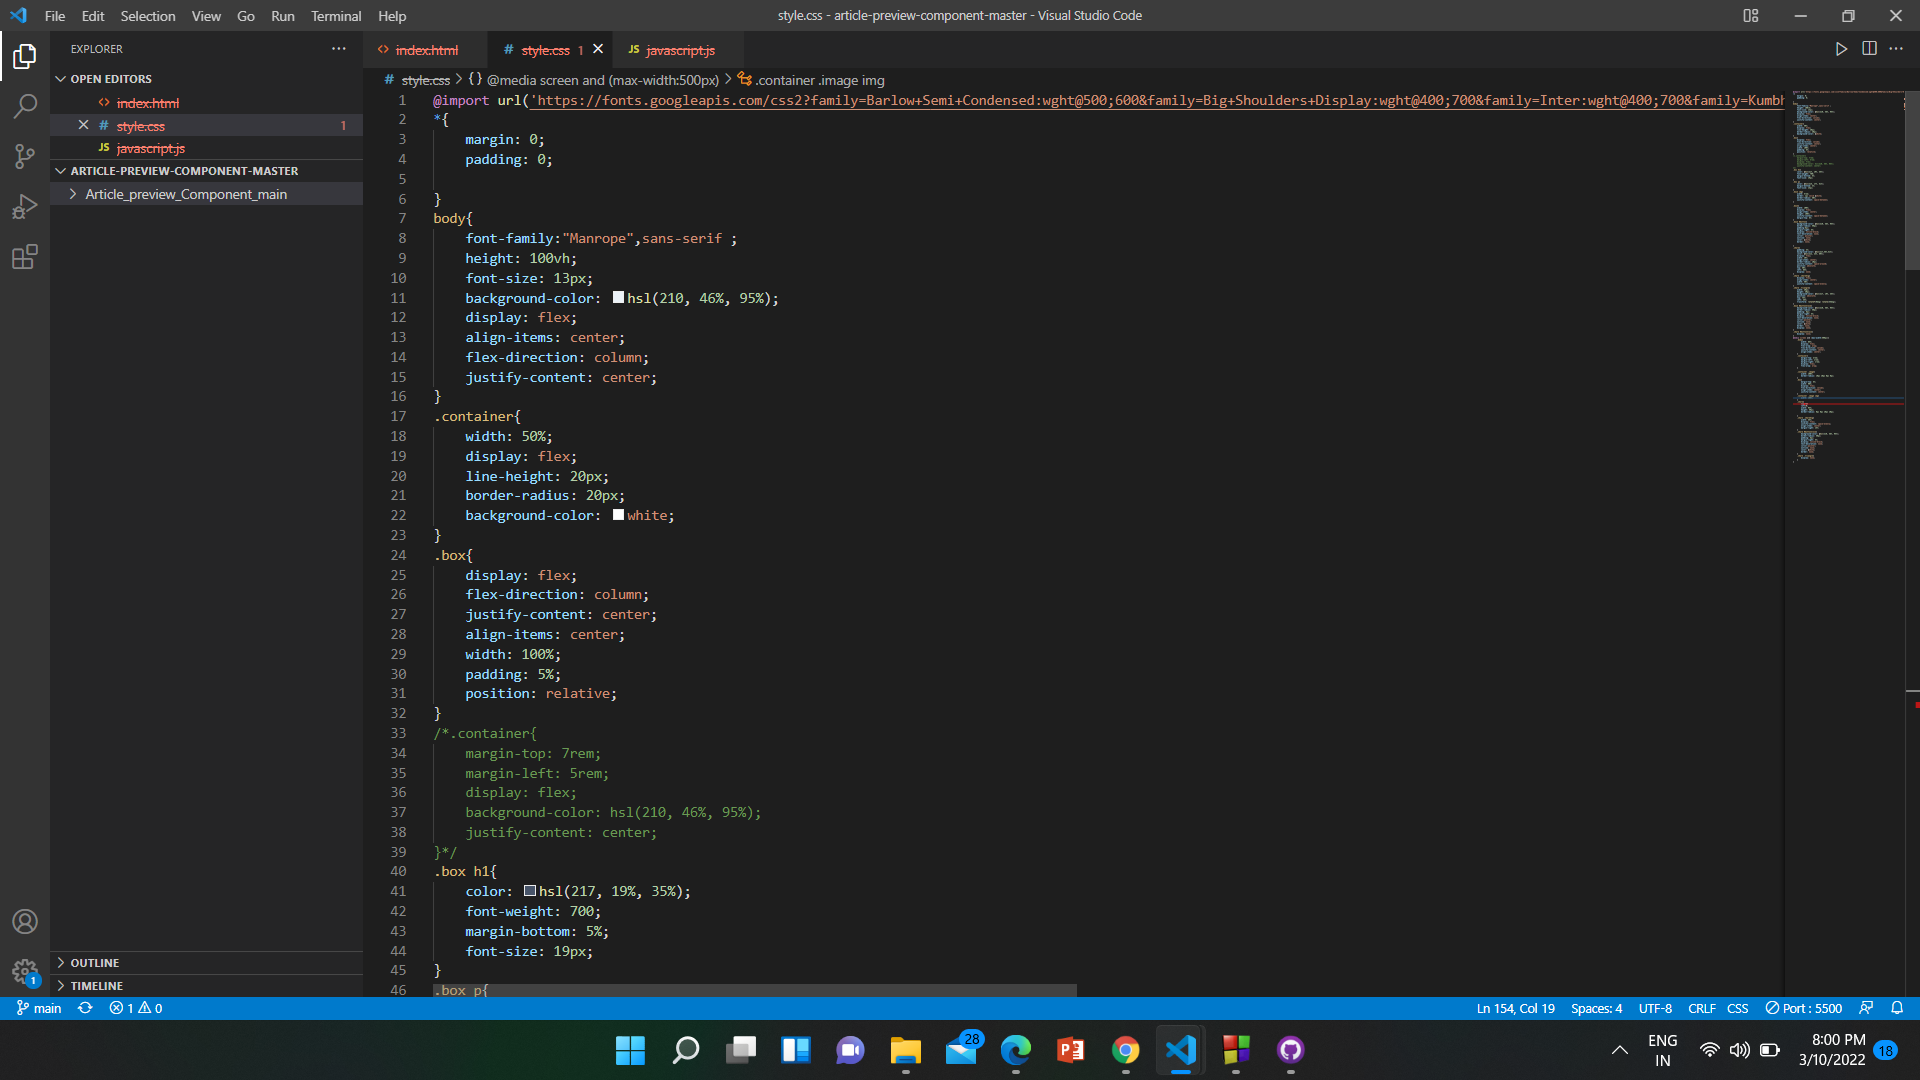 File Edit Selection View Go Run Terminal Help
style.css - article-preview-component-master - Visual Studio Code
EXPLORER
OPEN EDITORS
index.html
style.css 1
JS javascript.js
ARTICLE-PREVIEW-COMPONENT-MASTER
Article_preview_Component_main
OUTLINE
TIMELINE
index.html # style.css 1 JS javascript.js
# style.css > {} @media screen and (max-width:500px) > .container .image img
1 @import url('https://fonts.googleapis.com/css2?family=Barlow+Semi+Condensed:wght@500;600&family=Big+Shoulders+Display:wght@400;700&family=Inter:wght@400;700&family=Kumbh
2 *{
3 margin: 0;
4 padding: 0;
5
6 }
7 body{
8 font-family:"Manrope",sans-serif ;
9 height: 100vh;
10 font-size: 13px;
11 background-color: hsl(210, 46%, 95%);
12 display: flex;
13 align-items: center;
14 flex-direction: column;
15 justify-content: center;
16 }
17 .container{
18 width: 50%;
19 display: flex;
20 line-height: 20px;
21 border-radius: 20px;
22 background-color: white;
23 }
24 .box{
25 display: flex;
26 flex-direction: column;
27 justify-content: center;
28 align-items: center;
29 width: 100%;
30 padding: 5%;
31 position: relative;
32 }
33 /*.container{
34 margin-top: 7rem;
35 margin-left: 5rem;
36 display: flex;
37 background-color: hsl(210, 46%, 95%);
38 justify-content: center;
39 }*/
40 .box h1{
41 color: hsl(217, 19%, 35%);
42 font-weight: 700;
43 margin-bottom: 5%;
44 font-size: 19px;
45 }
46 .box p{
1
main 1 0 Ln 154, Col 19 Spaces: 4 UTF-8 CRLF CSS Port : 5500
28
ENG
IN
8:00 PM
3/10/2022
18